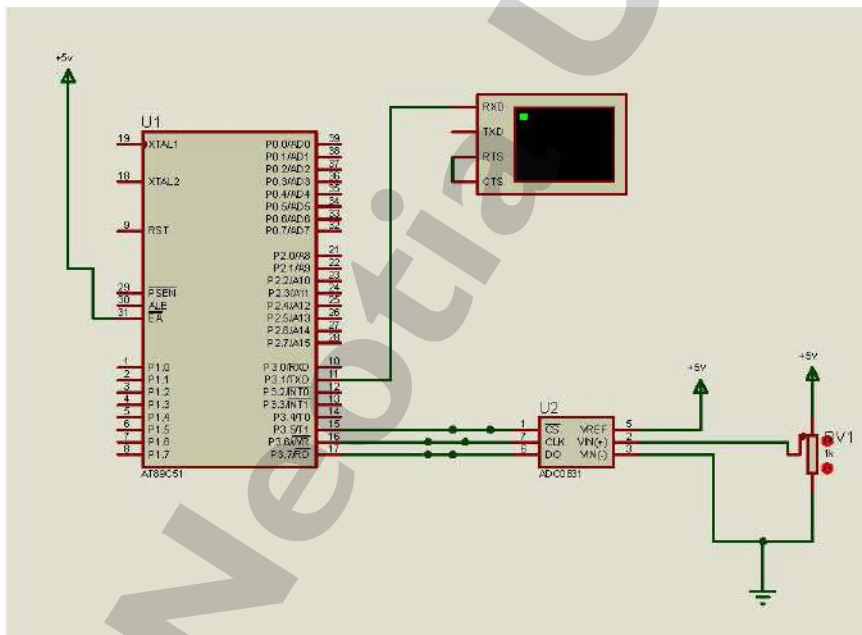 +5v
U1
19 XTAL1
18 XTAL2
9 RST
29 PSEN
30 ALE
31 EA
1 P1.0
2 P1.1
3 P1.2
4 P1.3
5 P1.4
6 P1.5
7 P1.6
8 P1.7
P0.0/AD0 39
P0.1/AD1 38
P0.2/AD2 37
P0.3/AD3 36
P0.4/AD4 35
P0.5/AD5 34
P0.6/AD6 33
P0.7/AD7 32
P2.0/A8 21
P2.1/A9 22
P2.2/A10 23
P2.3/A11 24
P2.4/A12 25
P2.5/A13 26
P2.6/A14 27
P2.7/A15 28
P3.0/RXD 10
P3.1/TXD 11
P3.2/INT0 12
P3.3/INT1 13
P3.4/T0 14
P3.5/T1 15
P3.6/WR 16
P3.7/RD 17
AT89C51
RXD
TXD
RTS
CTS
U2
1 CS VREF 5
7 CLK VIN(+) 2
6 DO VIN(-) 3
ADC0831
+5v
+5v
RV1
1k
Neotia U